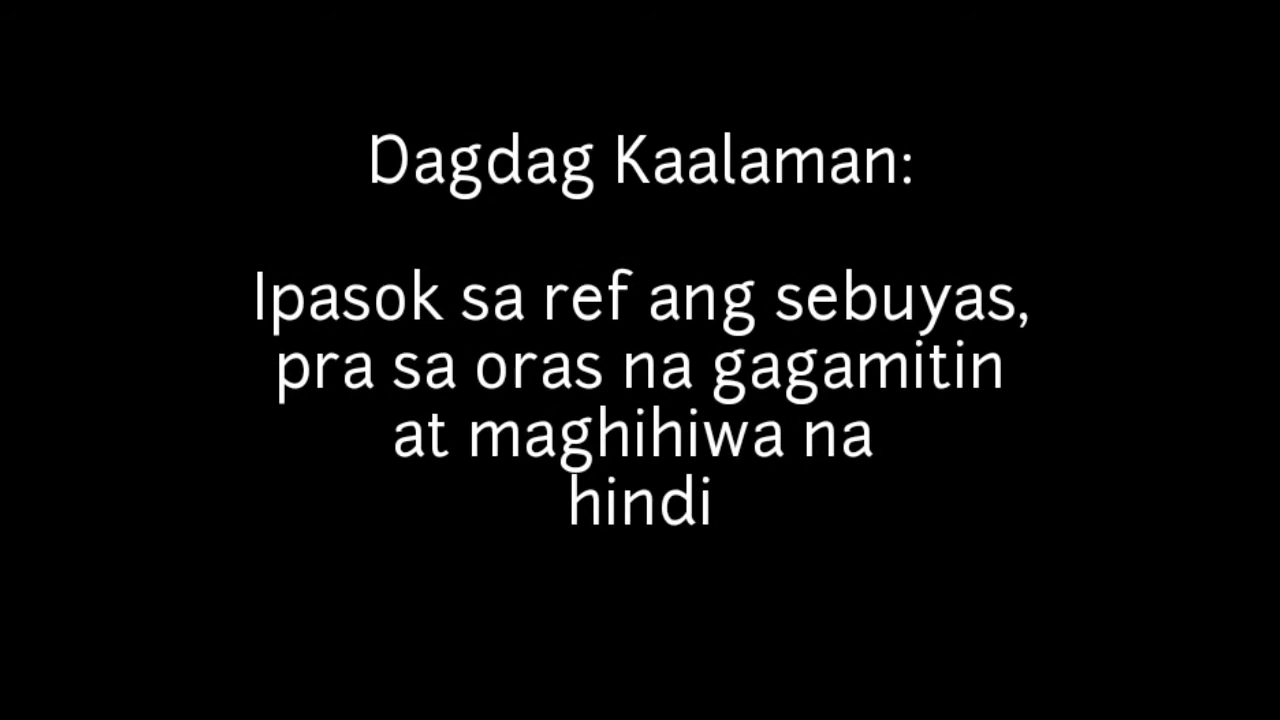 Dagdag Kaalaman:
Ipasok sa ref ang sebuyas,
pra sa oras na gagamitin
at maghihiwa na
hindi